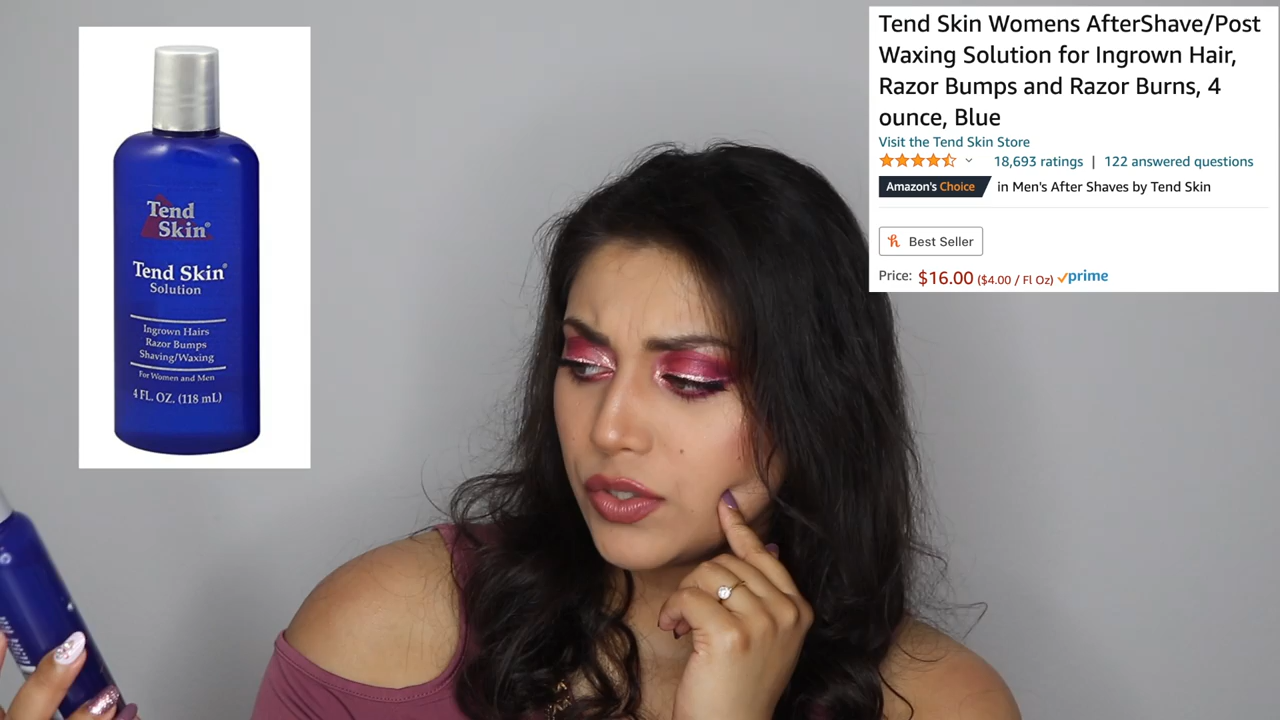 Tend
Skin®
Tend Skin®
Solution
Ingrown Hairs
Razor Bumps
Shaving/Waxing
For Women and Men
4 FL. OZ. (118 mL)
Tend Skin Womens AfterShave/Post
Waxing Solution for Ingrown Hair,
Razor Bumps and Razor Burns, 4
ounce, Blue
Visit the Tend Skin Store
18,693 ratings | 122 answered questions
Amazon's Choice in Men's After Shaves by Tend Skin
Best Seller
Price: $16.00 ($4.00 / Fl Oz) prime